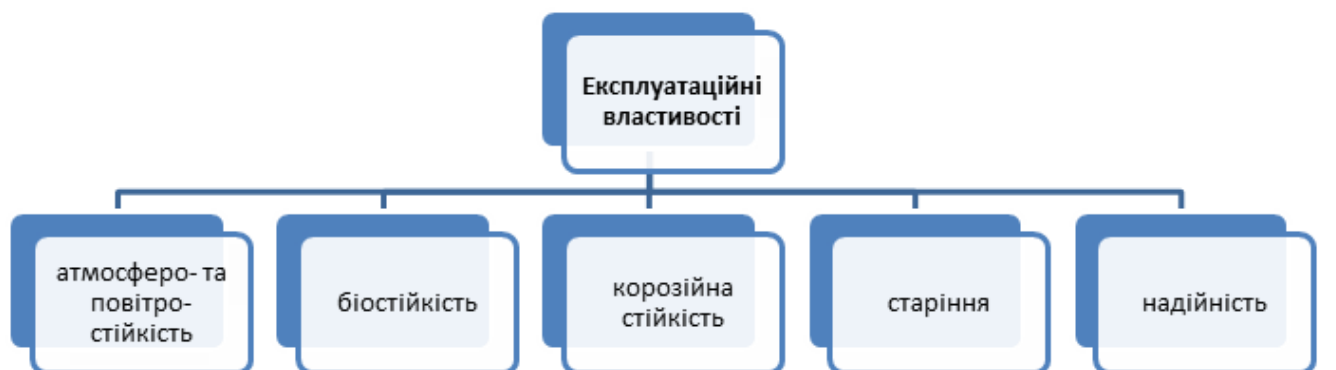 Експлуатаційні
властивості
атмосферо- та
повітро-
стійкість
біостійкість
корозійна
стійкість
старіння
надійність